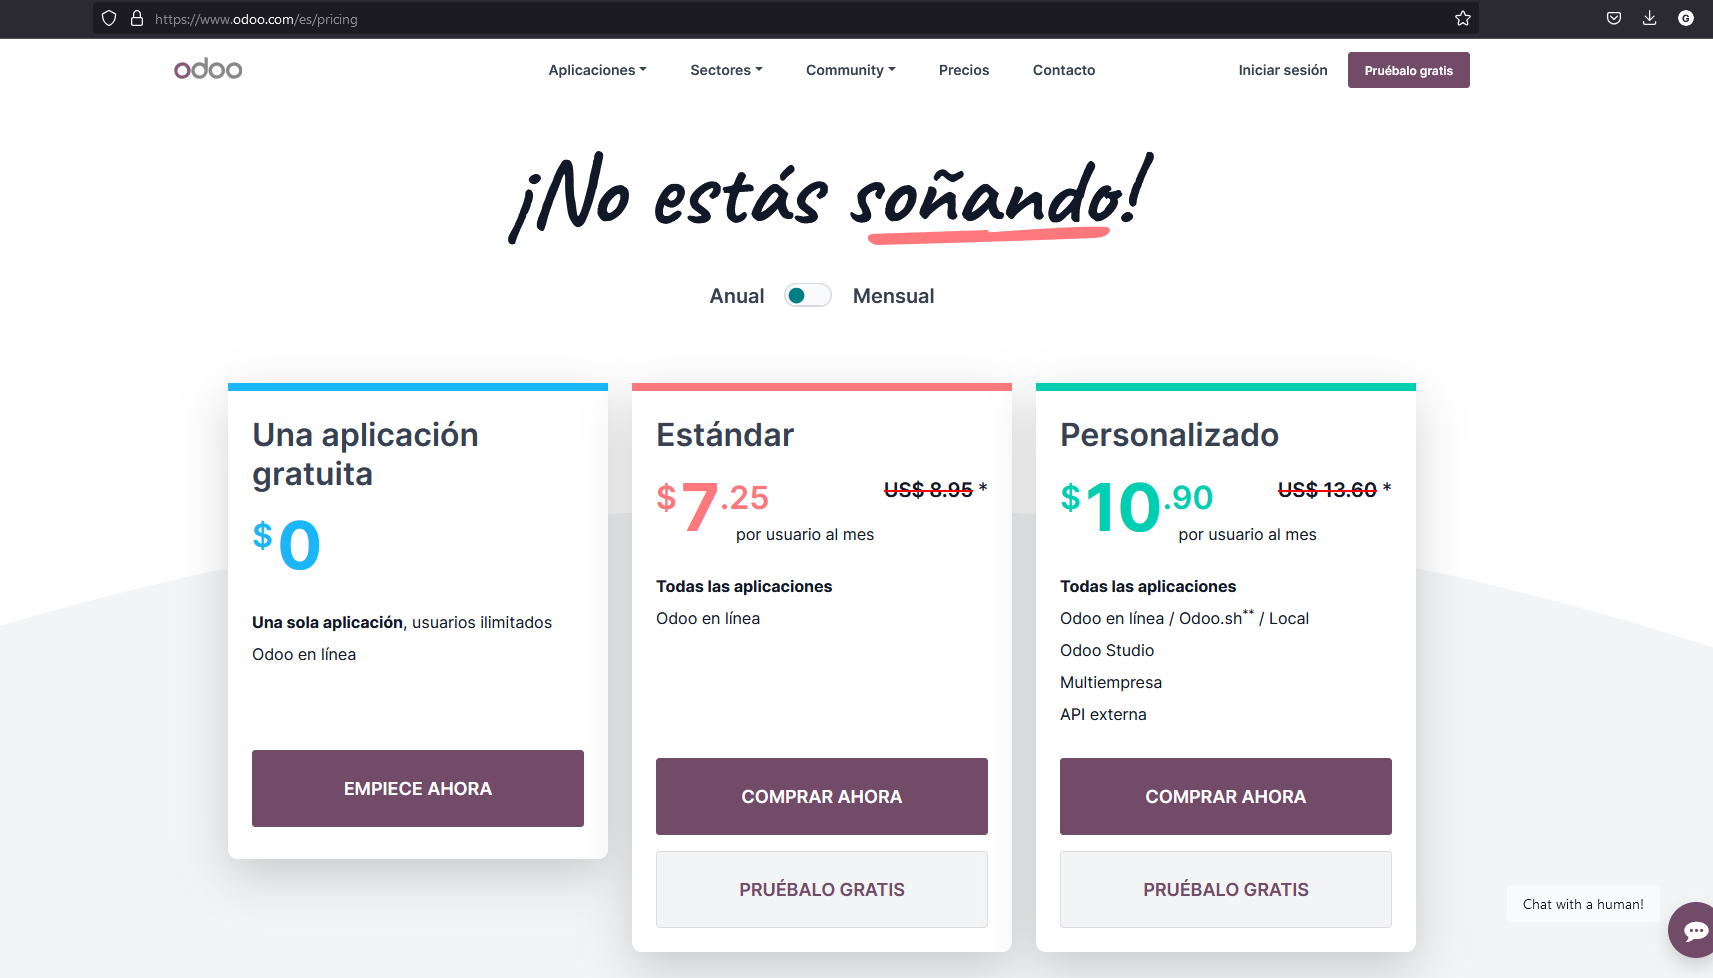 https://www.odoo.com/es/pricing
G
odoo
Aplicaciones
Sectores
Community
Precios
Contacto
Iniciar sesión
Pruébalo gratis
¡No estás soñando!
Anual
Mensual
Una aplicación
gratuita
$0
Una sola aplicación, usuarios ilimitados
Odoo en línea
EMPIECE AHORA
Estándar
$7.25
US$ 8.95 *
por usuario al mes
Todas las aplicaciones
Odoo en línea
COMPRAR AHORA
PRUÉBALO GRATIS
Personalizado
$10.90
US$ 13.60 *
por usuario al mes
Todas las aplicaciones
Odoo en línea / Odoo.sh** / Local
Odoo Studio
Multiempresa
API externa
COMPRAR AHORA
PRUÉBALO GRATIS
Chat with a human!